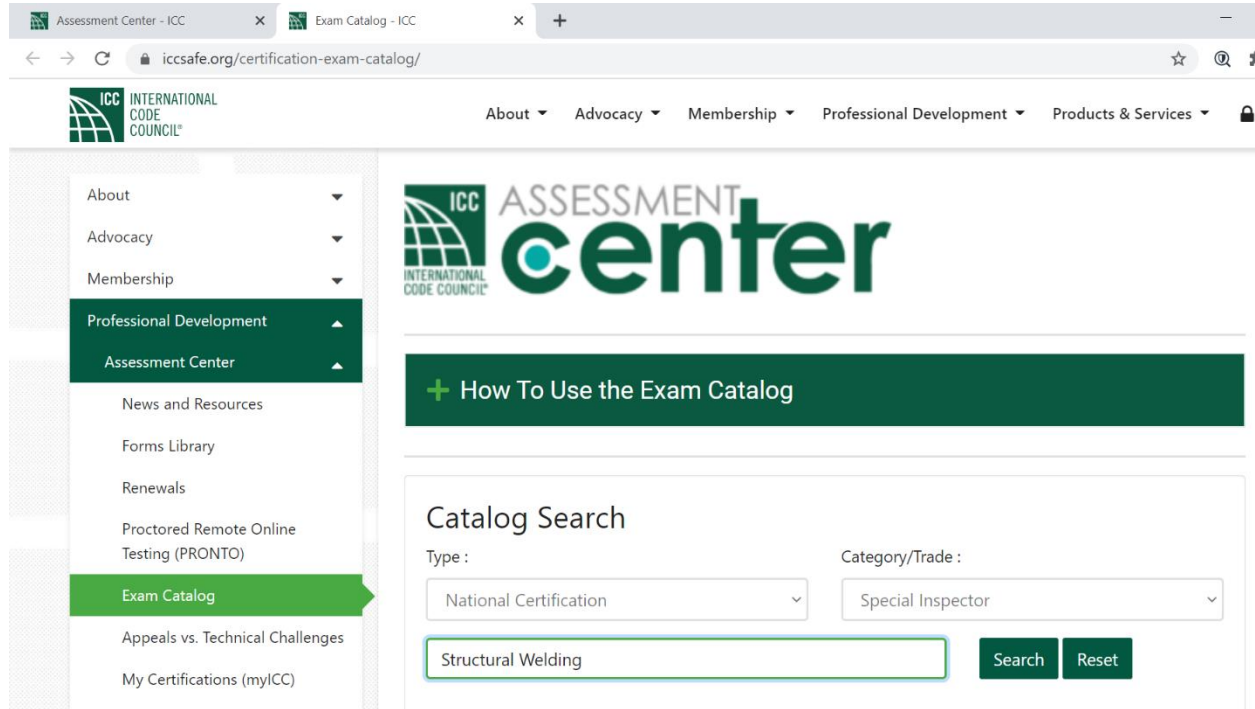 Assessment Center - ICC
Exam Catalog - ICC
iccsafe.org/certification-exam-catalog/
ICC INTERNATIONAL
CODE
COUNCIL®
About
Advocacy
Membership
Professional Development
Products & Services
About
Advocacy
Membership
Professional Development
Assessment Center
News and Resources
Forms Library
Renewals
Proctored Remote Online
Testing (PRONTO)
Exam Catalog
Appeals vs. Technical Challenges
My Certifications (myICC)
ICC
INTERNATIONAL
CODE COUNCIL®
ASSESSMENT
center
+ How To Use the Exam Catalog
Catalog Search
Type :
National Certification
Category/Trade :
Special Inspector
Structural Welding
Search
Reset